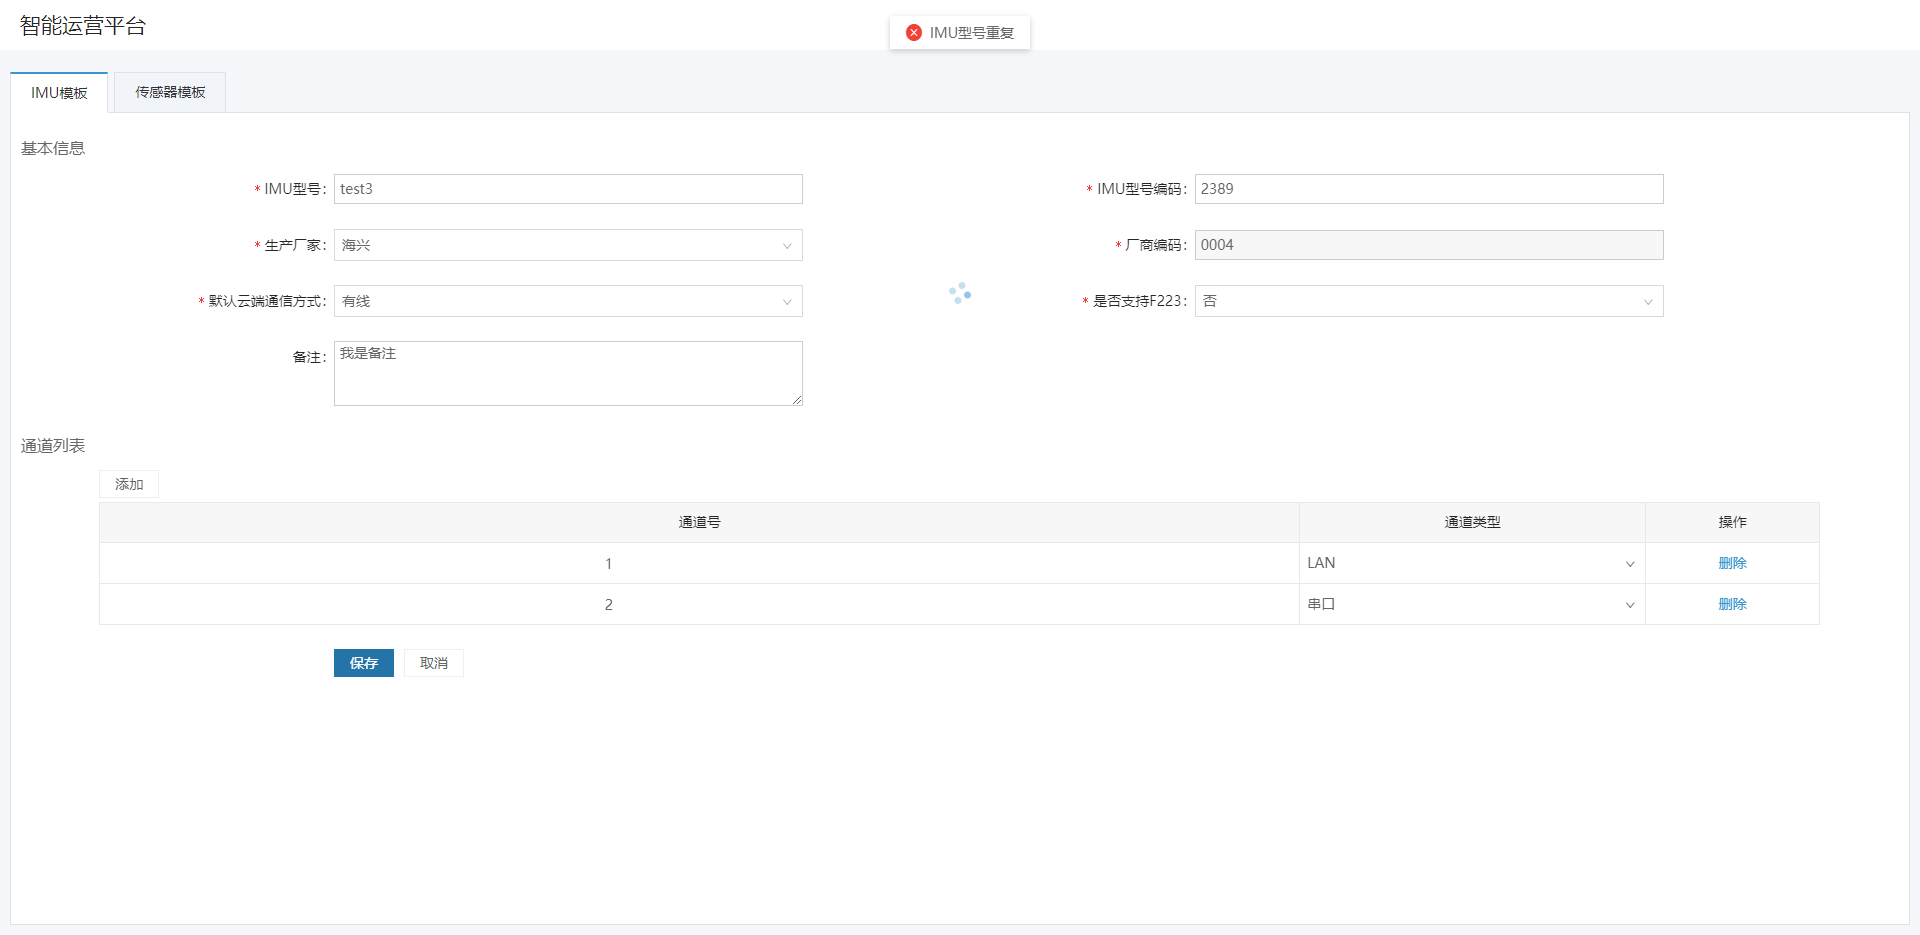 智能运营平台
IMU型号重复
IMU模板
传感器模板
基本信息
* IMU型号: test3
* IMU型号编码: 2389
* 生产厂家: 海兴
* 厂商编码: 0004
* 默认云端通信方式: 有线
* 是否支持F223: 否
备注: 我是备注
通道列表
添加
通道号 通道类型 操作
1 LAN 删除
2 串口 删除
保存 取消